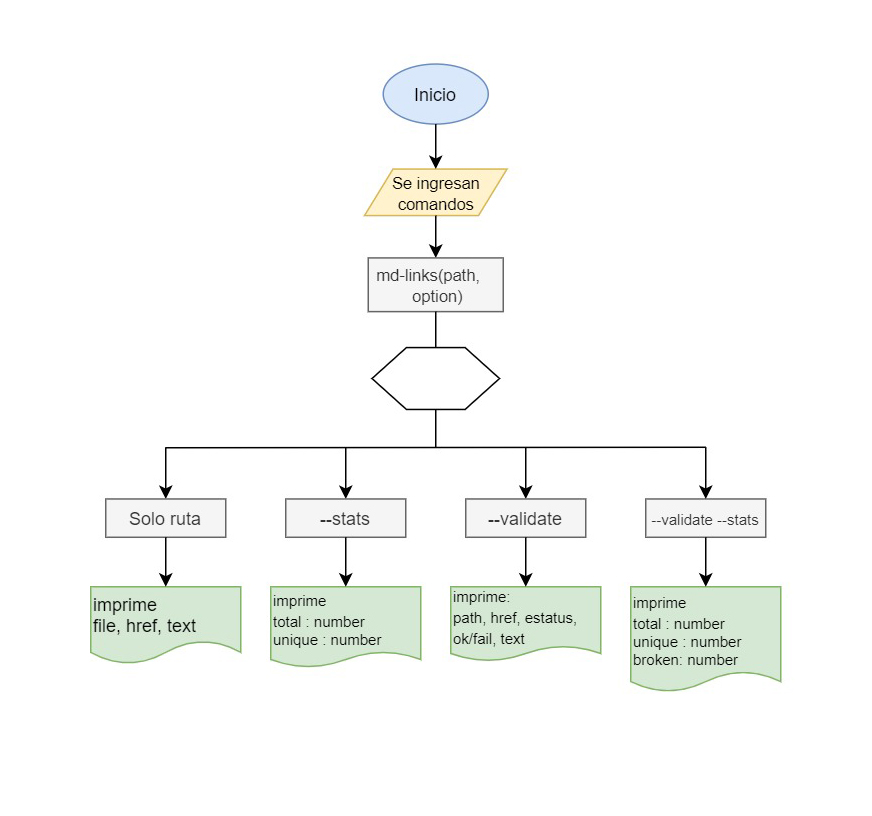 Inicio
Se ingresan
comandos
md-links(path,
option)
Solo ruta
--stats
--validate
--validate --stats
imprime
file, href, text
imprime
total : number
unique : number
imprime:
path, href, estatus,
ok/fail, text
imprime
total : number
unique : number
broken: number